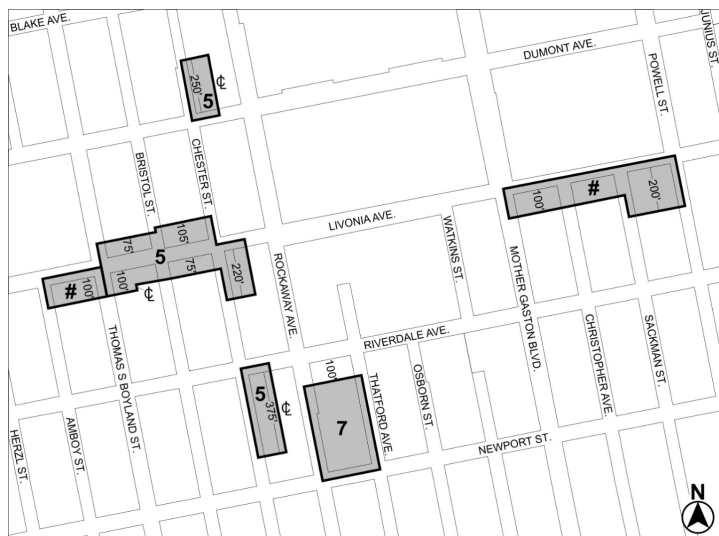 BLAKE AVE.
JUNIUS ST.
DUMONT AVE.
POWELL ST.
250'
℄
5
BRISTOL ST.
CHESTER ST.
100'
#
200'
LIVONIA AVE.
WATKINS ST.
75'
105'
5
#
100'
100'
℄
75'
220'
ROCKAWAY AVE.
MOTHER GASTON BLVD.
RIVERDALE AVE.
THOMAS S BOYLAND ST.
CHRISTOPHER AVE.
SACKMAN ST.
5
375'
℄
100'
7
THATFORD AVE.
OSBORN ST.
NEWPORT ST.
HERZL ST.
AMBOY ST.
N